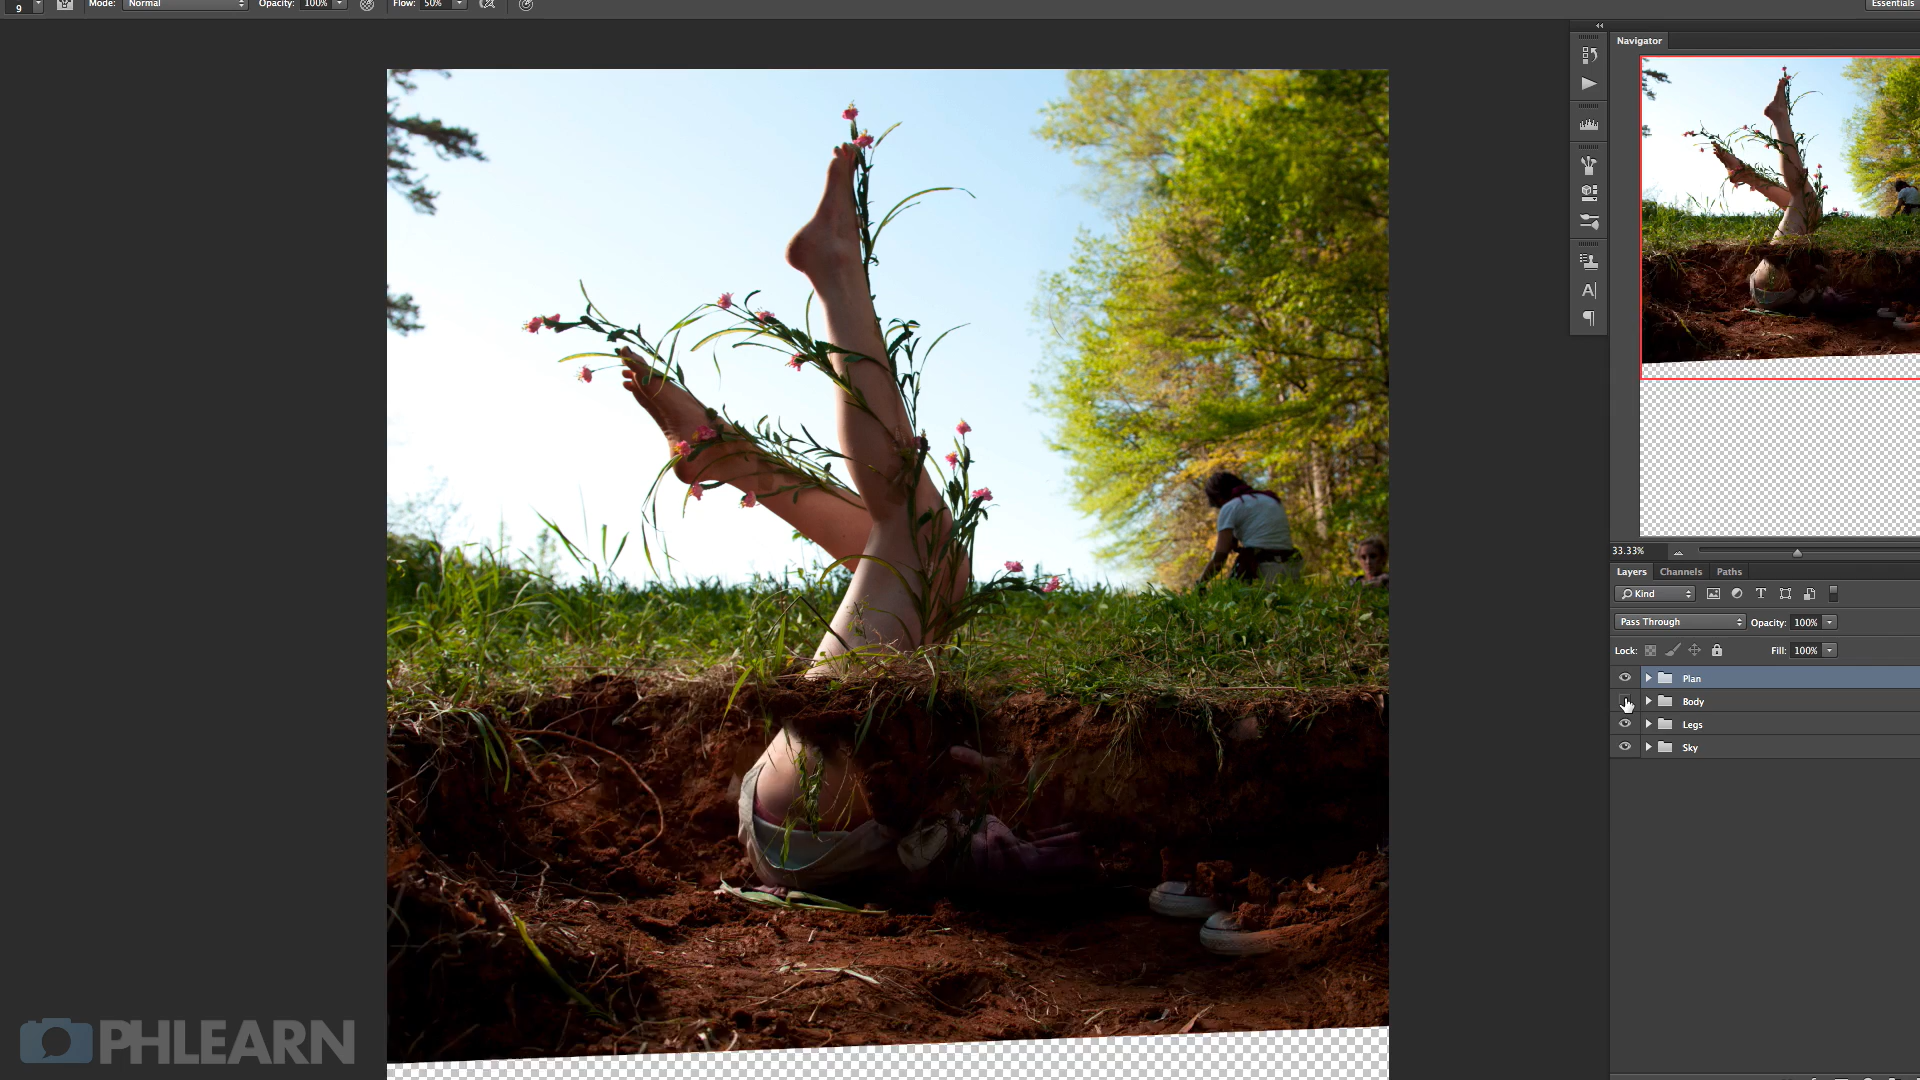 9
Mode: Normal
Opacity: 100%
Flow: 50%
Essentials
Navigator
33.33%
Layers Channels Paths
Kind
Pass Through Opacity: 100%
Lock: Fill: 100%
Plan
Body
Legs
Sky
PHLEARN